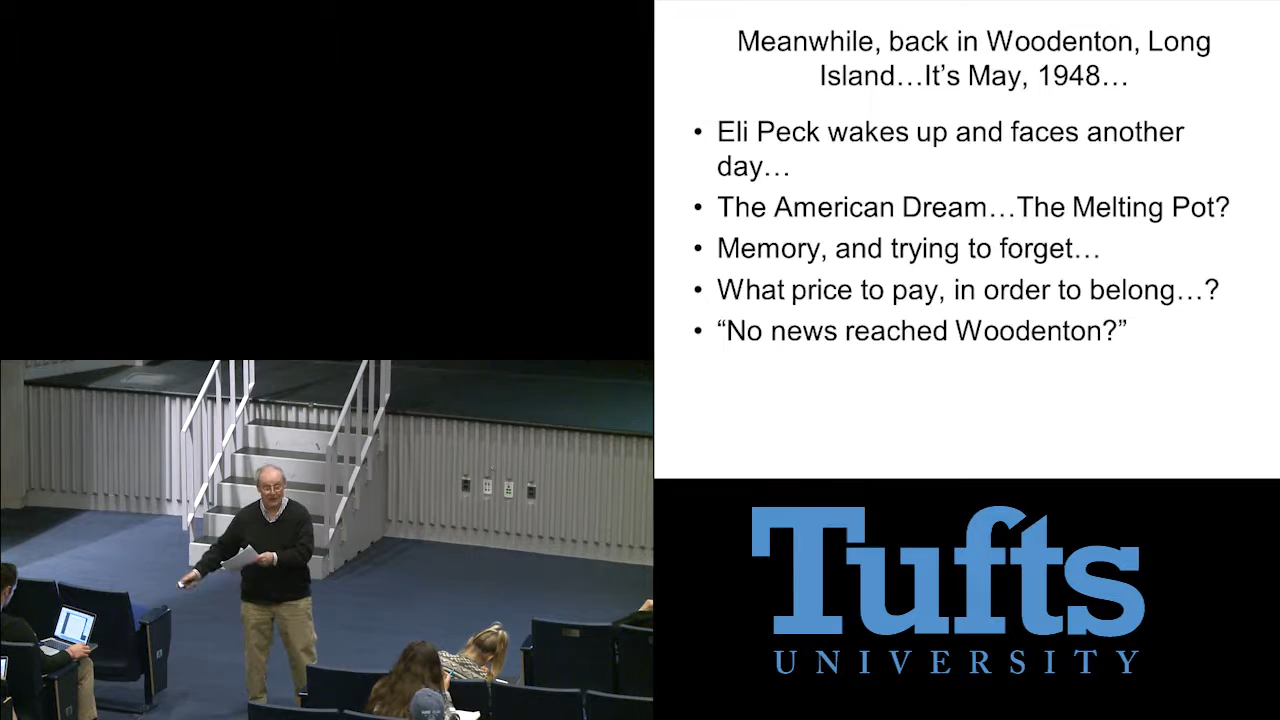 Meanwhile, back in Woodenton, Long
Island…It’s May, 1948…
• Eli Peck wakes up and faces another
day…
• The American Dream…The Melting Pot?
• Memory, and trying to forget…
• What price to pay, in order to belong…?
• “No news reached Woodenton?”
Tufts
UNIVERSITY